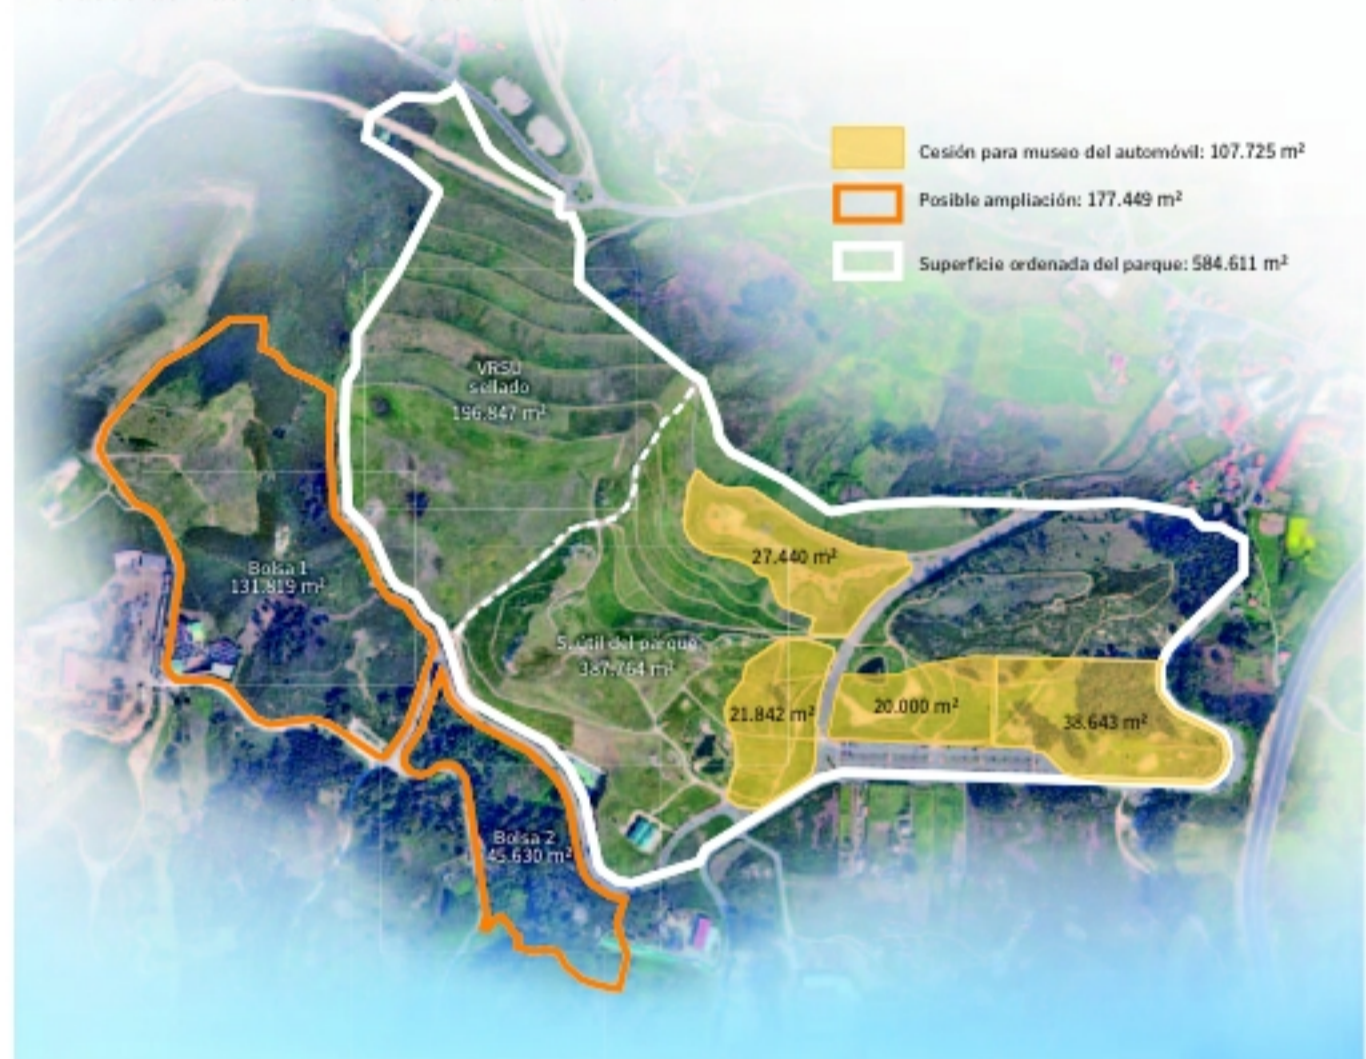 Cesión para museo del automóvil: 107.725 m²
Posible ampliación: 177.449 m²
Superficie ordenada del parque: 584.611 m²
VRSU
sellado
196.847 m²
27.440 m²
Bolsa 1
131.819 m²
S. útil del parque
387.764 m²
21.842 m²
20.000 m²
38.643 m²
Bolsa 2
45.630 m²